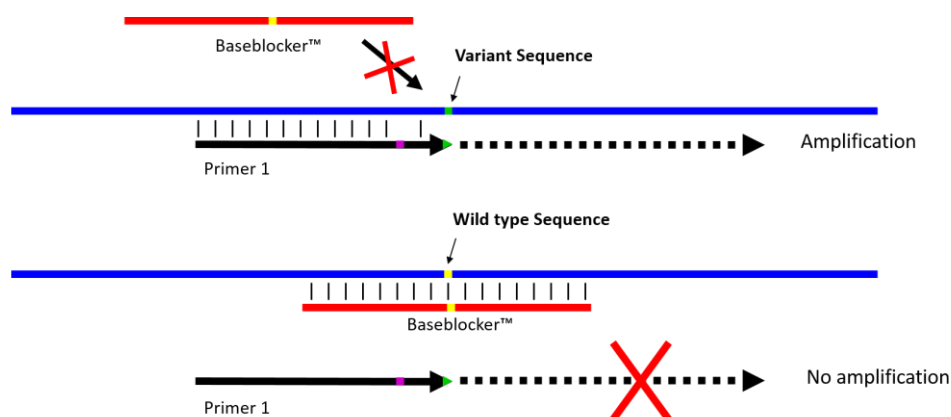 Baseblocker™
Variant Sequence
Amplification
Primer 1
Wild type Sequence
Baseblocker™
No amplification
Primer 1